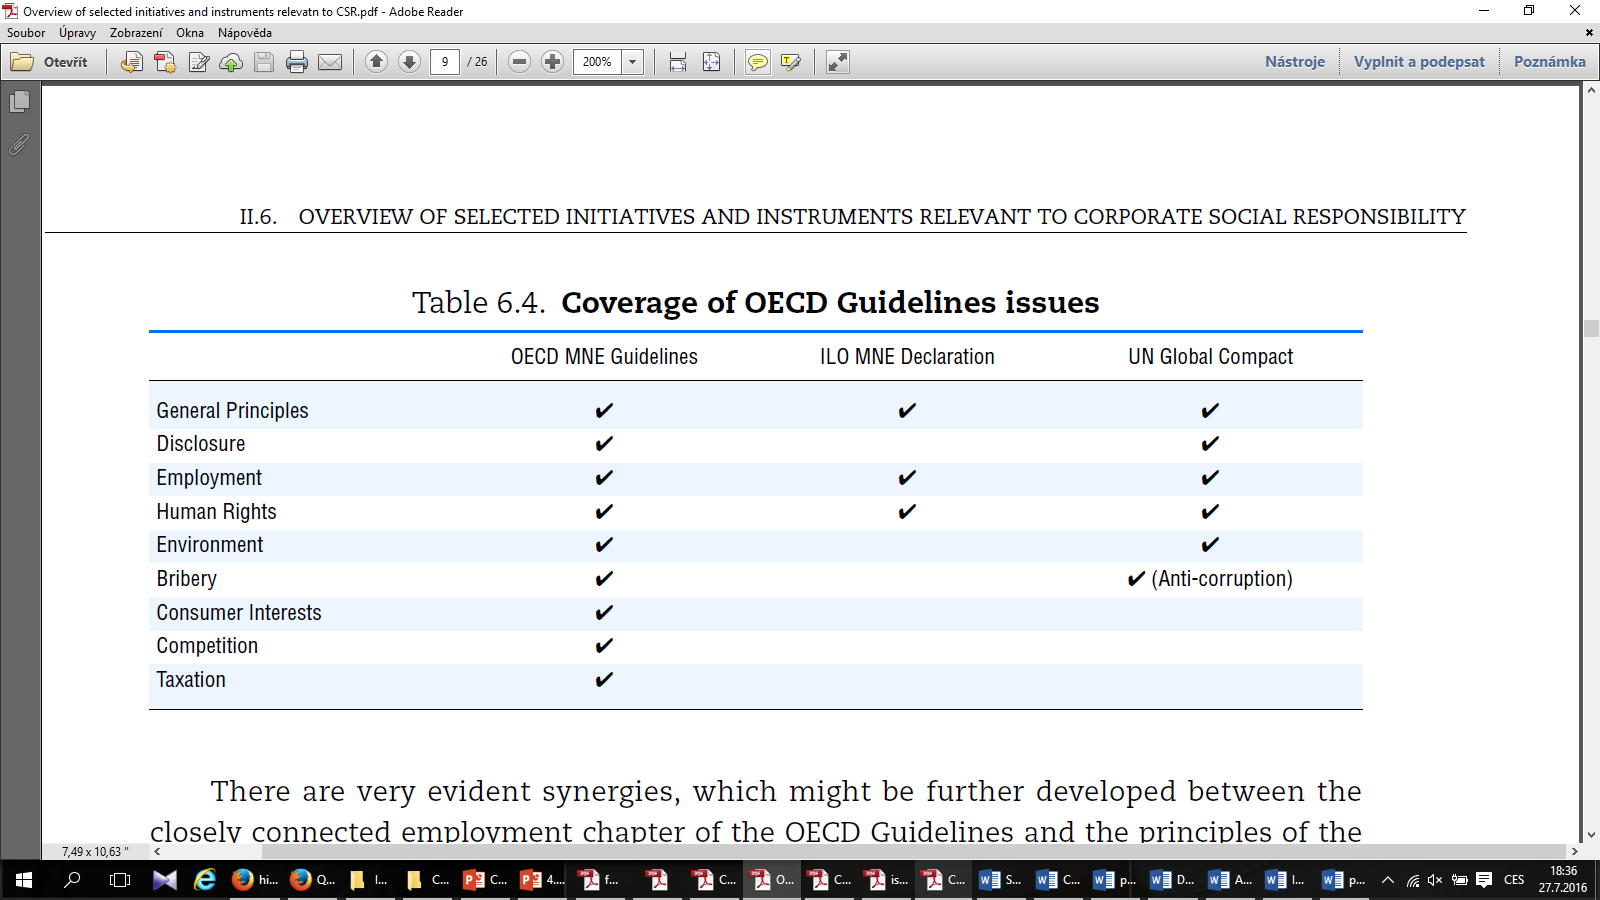 Overview of selected initiatives and instruments relevatn to CSR.pdf - Adobe Reader
Soubor Úpravy Zobrazení Okna Nápověda
Otevřít 9 / 26 200% Nástroje Vyplnit a podepsat Poznámka
II.6. OVERVIEW OF SELECTED INITIATIVES AND INSTRUMENTS RELEVANT TO CORPORATE SOCIAL RESPONSIBILITY
Table 6.4. Coverage of OECD Guidelines issues
OECD MNE Guidelines ILO MNE Declaration UN Global Compact
General Principles ✔ ✔ ✔
Disclosure ✔ ✔
Employment ✔ ✔ ✔
Human Rights ✔ ✔ ✔
Environment ✔ ✔
Bribery ✔ ✔ (Anti-corruption)
Consumer Interests ✔
Competition ✔
Taxation ✔
There are very evident synergies, which might be further developed between the
closely connected employment chapter of the OECD Guidelines and the principles of the
7,49 x 10,63 "
hi... Q... I... C... C... 4.... f... C... O... C... is... C... S... C... p... D... A... I... p... CES 18:36
27.7.2016